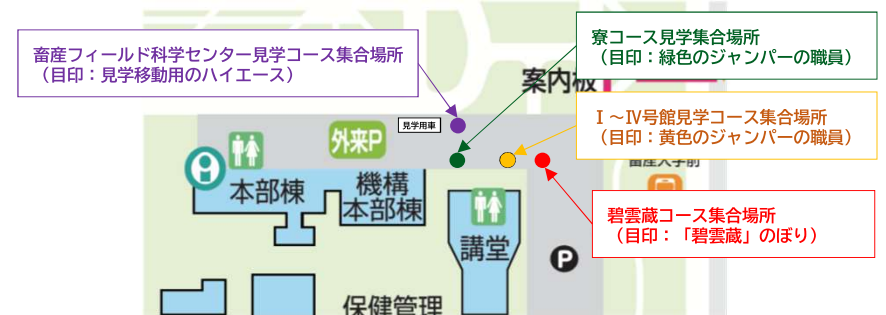 畜産フィールド科学センター見学コース集合場所
（目印：見学移動用のハイエース）
寮コース見学集合場所
（目印：緑色のジャンパーの職員）
案内板
Ⅰ～Ⅳ号館見学コース集合場所
（目印：黄色のジャンパーの職員）
見学用車
外来P
畜産大学前
本部棟
機構
本部棟
碧雲蔵コース集合場所
（目印：「碧雲蔵」のぼり）
講堂
P
保健管理